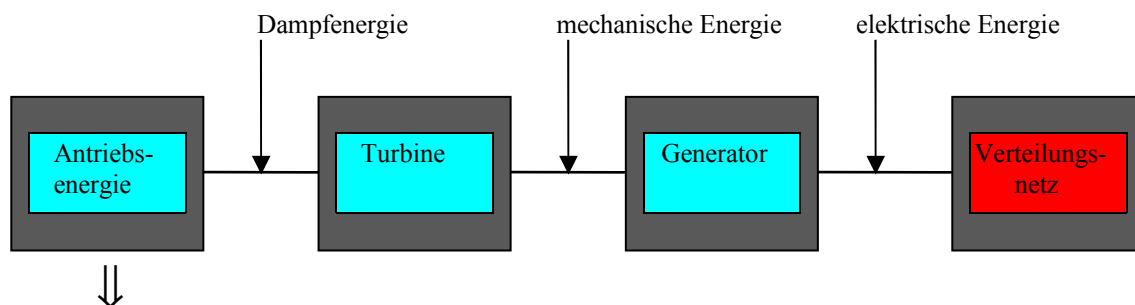 Dampfenergie
mechanische Energie
elektrische Energie
Antriebs-
energie
Turbine
Generator
Verteilungs-
netz